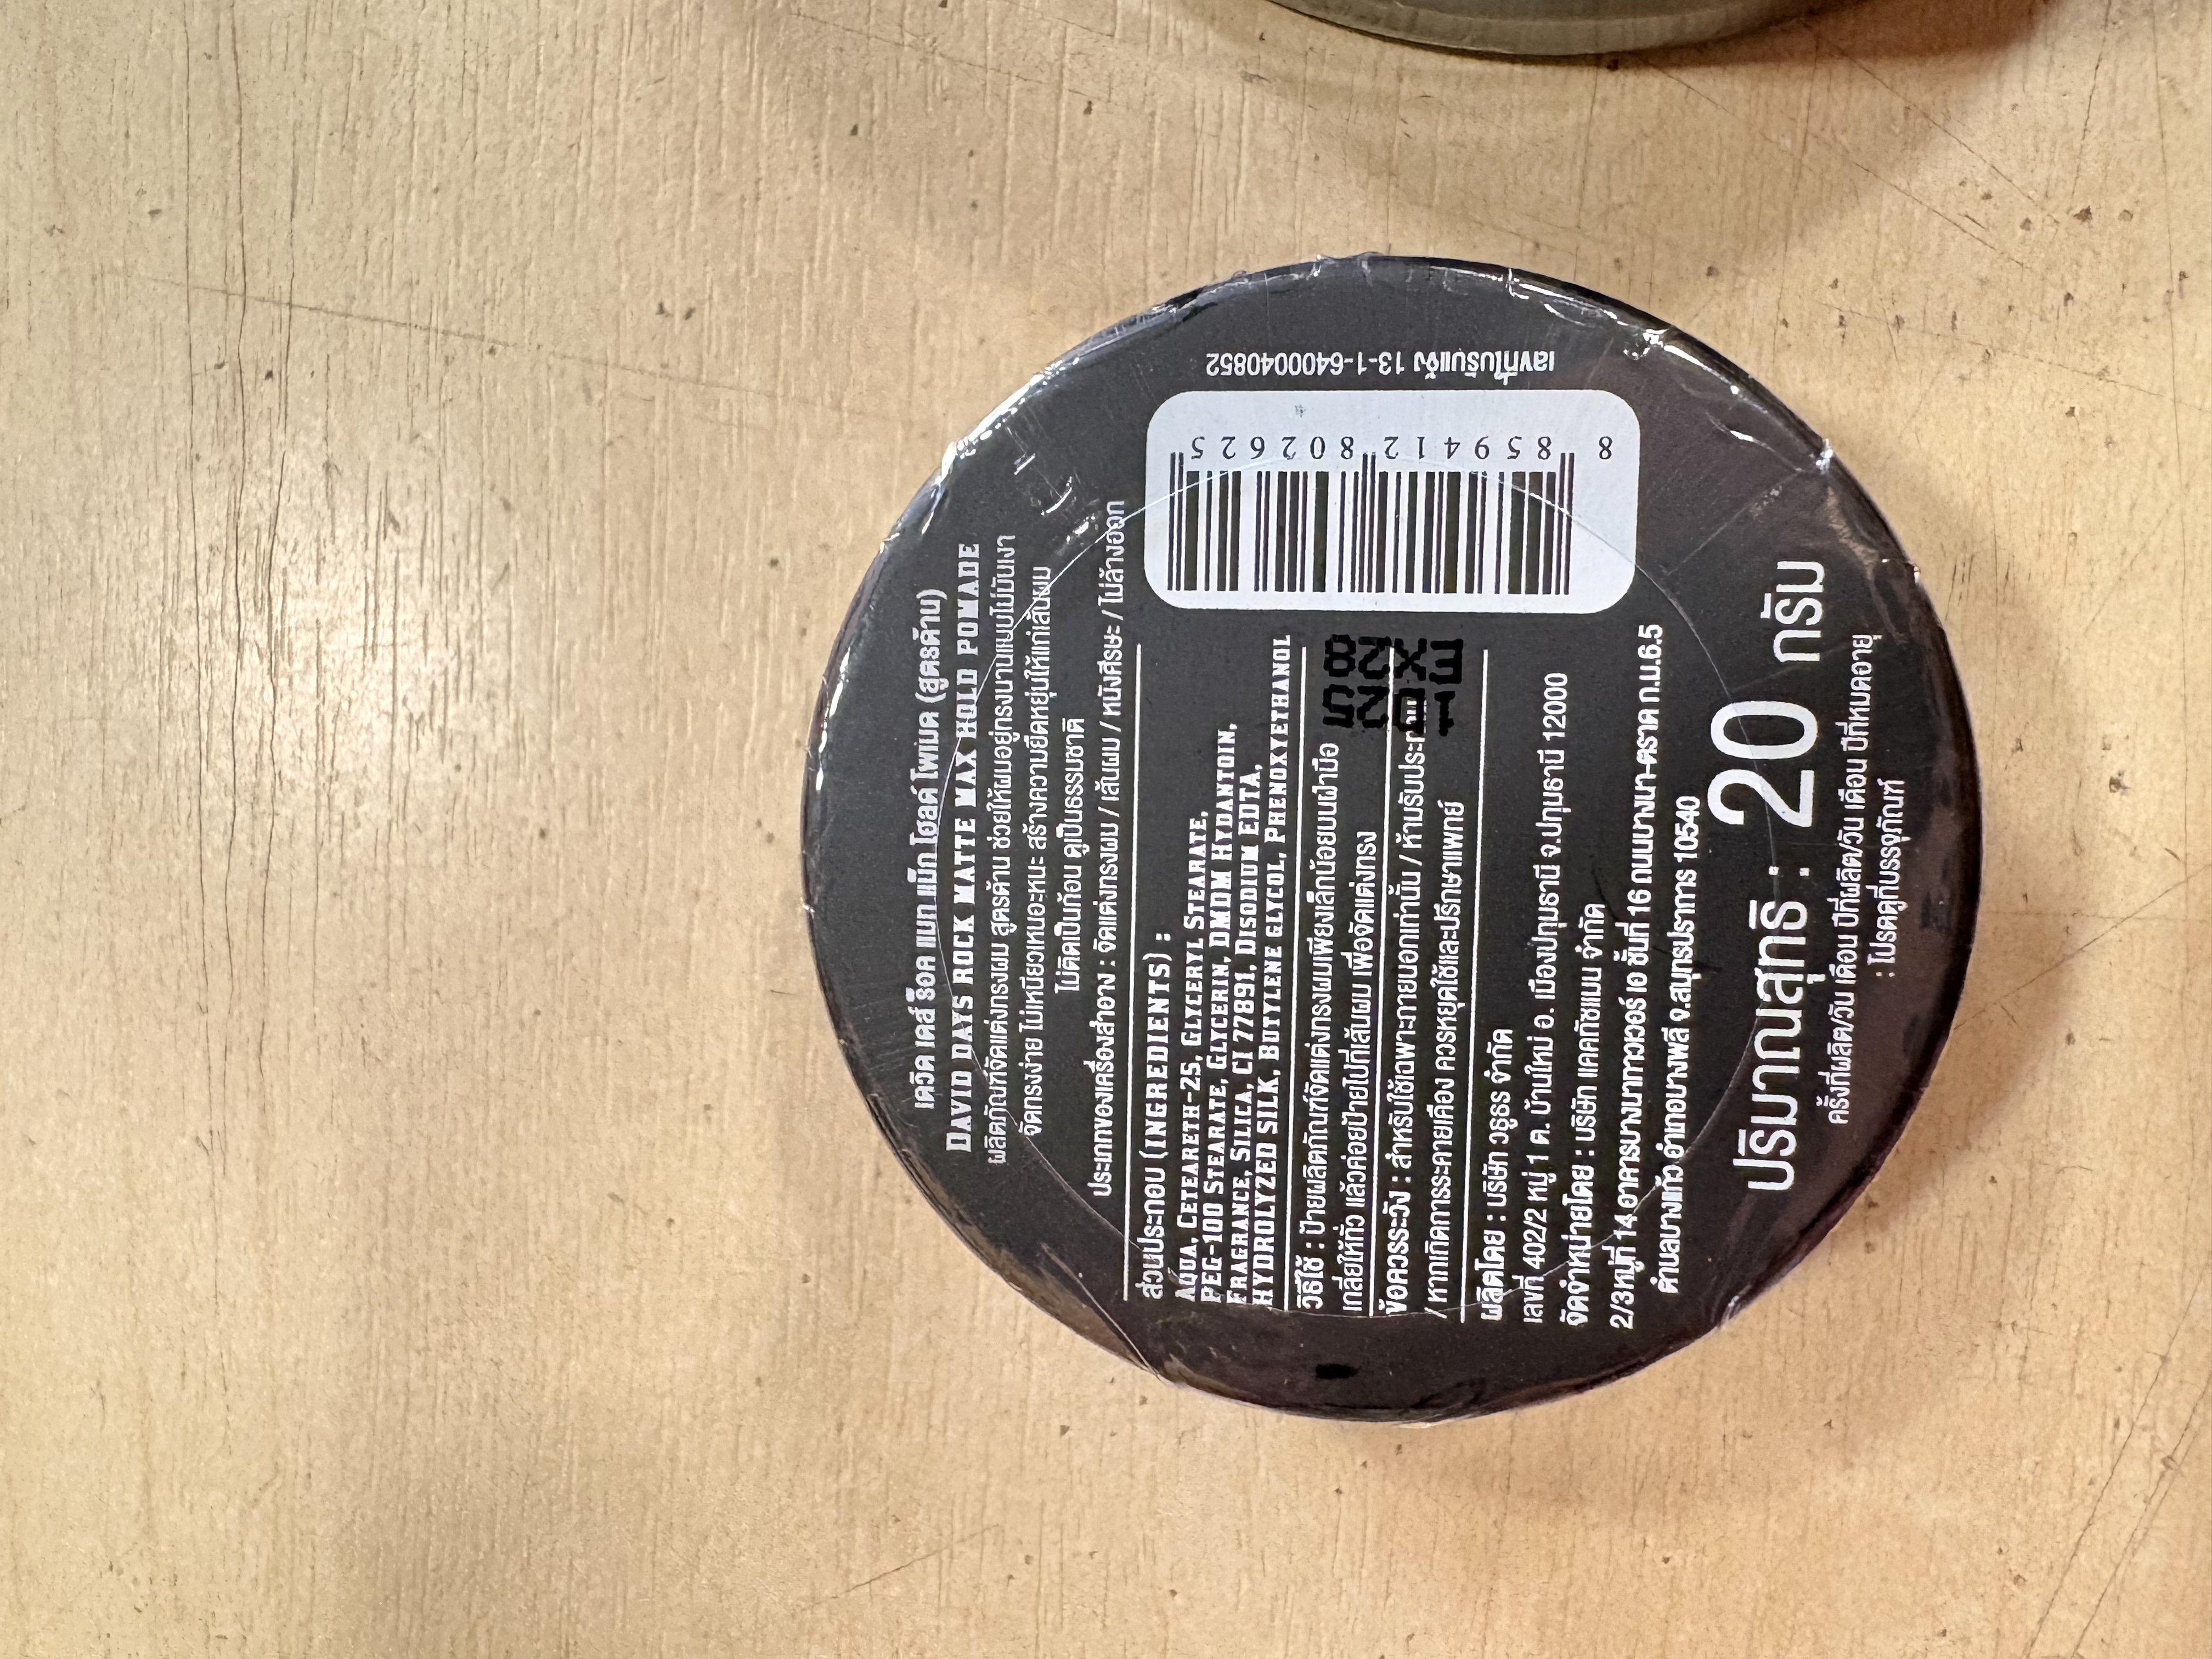 เดวิด เดส์ ร็อค แมท แม็ก โฮลด์ โพเมด (สูตรด้าน)
DAVID DAYS ROCK MATTE MAX HOLD POMADE
ผลิตภัณฑ์จัดแต่งทรงผม สูตรด้าน ช่วยให้ผมอยู่ทรงนานแบบไม่มันเงา
จัดทรงง่าย ไม่เหนียวเหนอะหนะ สร้างความยืดหยุ่นให้แก่เส้นผม
ไม่ติดเป็นก้อน ดูเป็นธรรมชาติ
ประเภทของเครื่องสำอาง : จัดแต่งทรงผม / เส้นผม / หนังศีรษะ / ไม่ล้างออก
ส่วนประกอบ (INGREDIENTS) :
AQUA, CETEARETH-25, GLYCERYL STEARATE,
PEG-100 STEARATE, GLYCERIN, DMDM HYDANTOIN,
FRAGRANCE, SILICA, CI 77891, DISODIUM EDTA,
HYDROLYZED SILK, BUTYLENE GLYCOL, PHENOXYETHANOL
วิธีใช้ : ป้ายผลิตภัณฑ์จัดแต่งทรงผมเพียงเล็กน้อยบนฝ่ามือ
เกลี่ยให้ทั่ว แล้วค่อยป้ายไปที่เส้นผม เพื่อจัดแต่งทรง
ข้อควรระวัง : สำหรับใช้เฉพาะภายนอกเท่านั้น / ห้ามรับประทาน
/ หากเกิดการระคายเคือง ควรหยุดใช้และปรึกษาแพทย์
ผลิตโดย : บริษัท วรูธร จำกัด
เลขที่ 402/2 หมู่ 1 ต. บ้านใหม่ อ. เมืองปทุมธานี จ.ปทุมธานี 12000
จัดจำหน่ายโดย : บริษัท แคคทัซแมน จำกัด
2/3หมู่ที่ 14 อาคารบางนาทาวเวอร์ เอ ชั้นที่ 16 ถนนบางนา-ตราด ก.ม.6.5
ตำบลบางแก้ว อำเภอบางพลี จ.สมุทรปราการ 10540
ปริมาณสุทธิ : 20 กรัม
ครั้งที่ผลิต/วัน เดือน ปีที่ผลิต/วัน เดือน ปีที่หมดอายุ
: โปรดดูที่บรรจุภัณฑ์
8 859412 802625
เลขที่ใบรับแจ้ง 13-1-6400040852